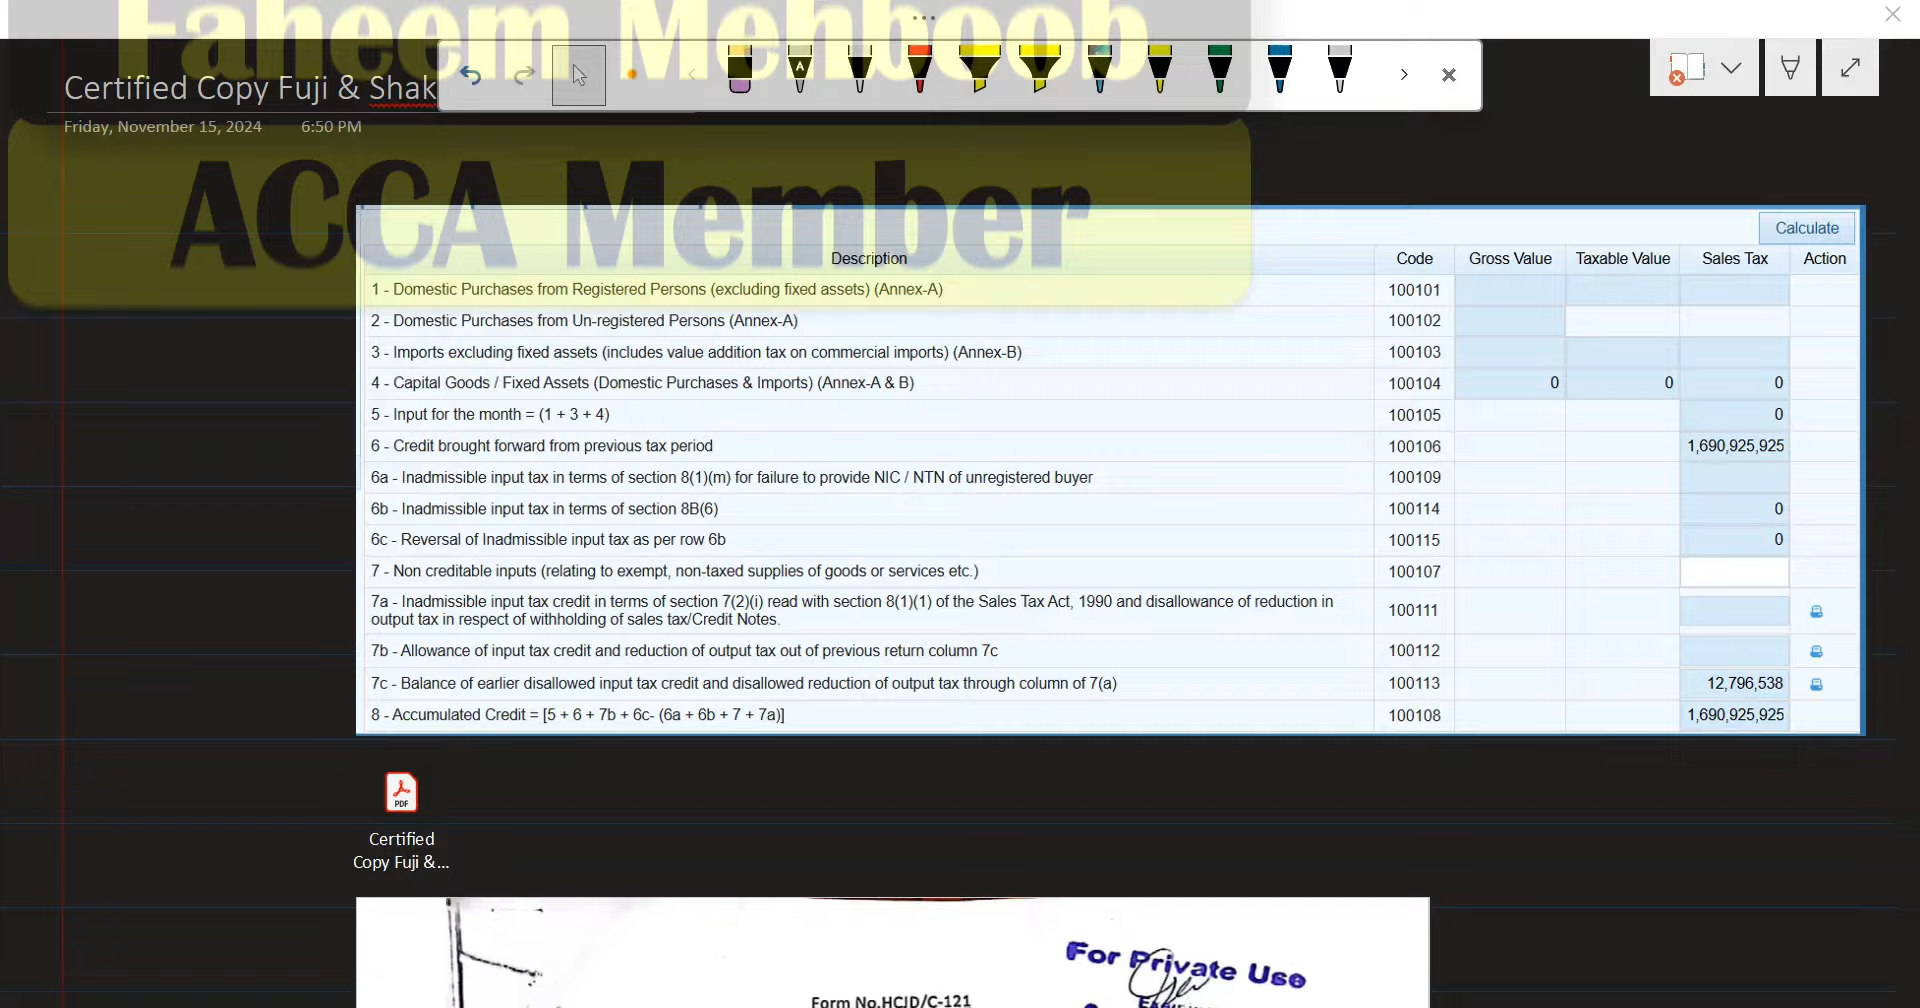 Faheem Mehboob
Certified Copy Fuji & Shak
Friday, November 15, 2024 6:50 PM
ACCA Member
Calculate
Description Code Gross Value Taxable Value Sales Tax Action
1 - Domestic Purchases from Registered Persons (excluding fixed assets) (Annex-A) 100101
2 - Domestic Purchases from Un-registered Persons (Annex-A) 100102
3 - Imports excluding fixed assets (includes value addition tax on commercial imports) (Annex-B) 100103
4 - Capital Goods / Fixed Assets (Domestic Purchases & Imports) (Annex-A & B) 100104 0 0 0
5 - Input for the month = (1 + 3 + 4) 100105 0
6 - Credit brought forward from previous tax period 100106 1,690,925,925
6a - Inadmissible input tax in terms of section 8(1)(m) for failure to provide NIC / NTN of unregistered buyer 100109
6b - Inadmissible input tax in terms of section 8B(6) 100114 0
6c - Reversal of Inadmissible input tax as per row 6b 100115 0
7 - Non creditable inputs (relating to exempt, non-taxed supplies of goods or services etc.) 100107
7a - Inadmissible input tax credit in terms of section 7(2)(i) read with section 8(1)(1) of the Sales Tax Act, 1990 and disallowance of reduction in
output tax in respect of withholding of sales tax/Credit Notes. 100111
7b - Allowance of input tax credit and reduction of output tax out of previous return column 7c 100112
7c - Balance of earlier disallowed input tax credit and disallowed reduction of output tax through column of 7(a) 100113 12,796,538
8 - Accumulated Credit = [5 + 6 + 7b + 6c- (6a + 6b + 7 + 7a)] 100108 1,690,925,925
PDF
Certified
Copy Fuji &...
For Private Use
Form No.HCJD/C-121